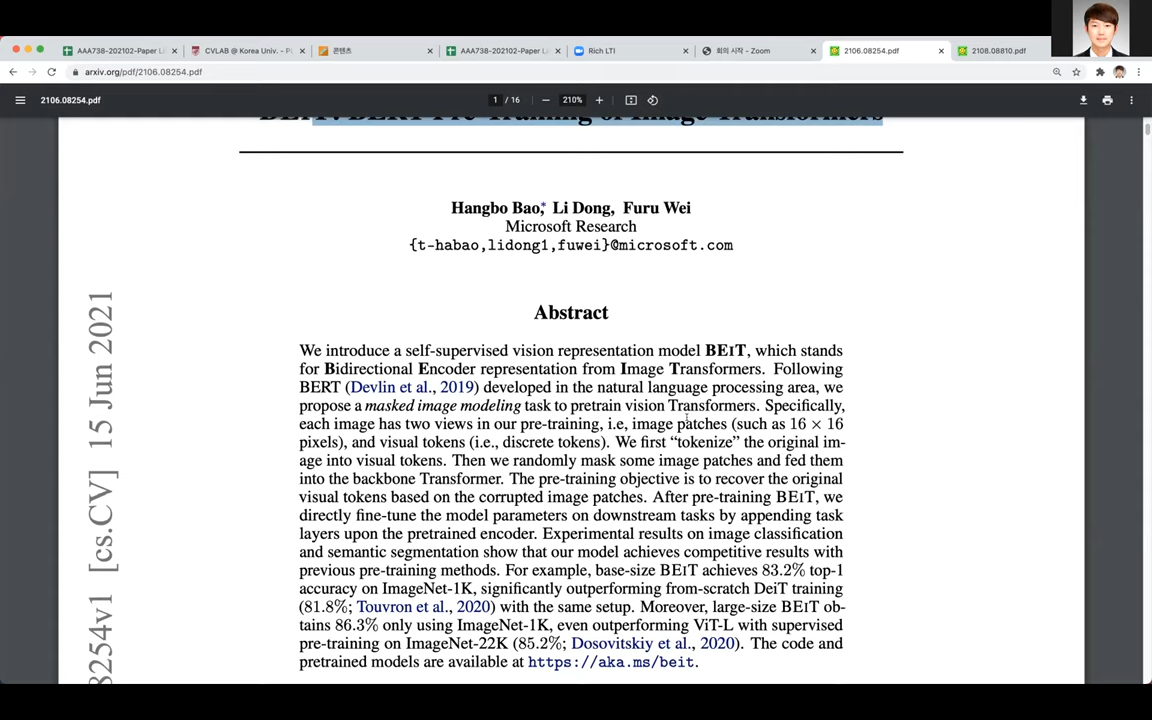 AAA738-202102-Paper Li
CVLAB @ Korea Univ. - P
콘텐츠
AAA738-202102-Paper Li
Rich LTI
회의 시작 - Zoom
2106.08254.pdf
2108.08810.pdf
arxiv.org/pdf/2106.08254.pdf
2106.08254.pdf
1 / 16
210%
BEIT: BERT Pre-Training of Image Transformers
Hangbo Bao,* Li Dong, Furu Wei
Microsoft Research
{t-habao,lidong1,fuwei}@microsoft.com
Abstract
We introduce a self-supervised vision representation model BEIT, which stands
for Bidirectional Encoder representation from Image Transformers. Following
BERT (Devlin et al., 2019) developed in the natural language processing area, we
propose a masked image modeling task to pretrain vision Transformers. Specifically,
each image has two views in our pre-training, i.e, image patches (such as 16 × 16
pixels), and visual tokens (i.e., discrete tokens). We first “tokenize” the original im-
age into visual tokens. Then we randomly mask some image patches and fed them
into the backbone Transformer. The pre-training objective is to recover the original
visual tokens based on the corrupted image patches. After pre-training BEIT, we
directly fine-tune the model parameters on downstream tasks by appending task
layers upon the pretrained encoder. Experimental results on image classification
and semantic segmentation show that our model achieves competitive results with
previous pre-training methods. For example, base-size BEIT achieves 83.2% top-1
accuracy on ImageNet-1K, significantly outperforming from-scratch DeiT training
(81.8%; Touvron et al., 2020) with the same setup. Moreover, large-size BEIT ob-
tains 86.3% only using ImageNet-1K, even outperforming ViT-L with supervised
pre-training on ImageNet-22K (85.2%; Dosovitskiy et al., 2020). The code and
pretrained models are available at https://aka.ms/beit.
8254v1 [cs.CV] 15 Jun 2021